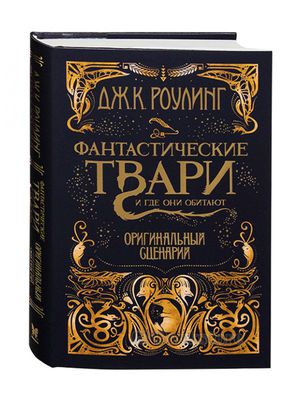 ДЖ.К. РОУЛИНГ
ФАНТАСТИЧЕСКИЕ
ТВАРИ
И ГДЕ ОНИ ОБИТАЮТ
ОРИГИНАЛЬНЫЙ
СЦЕНАРИЙ